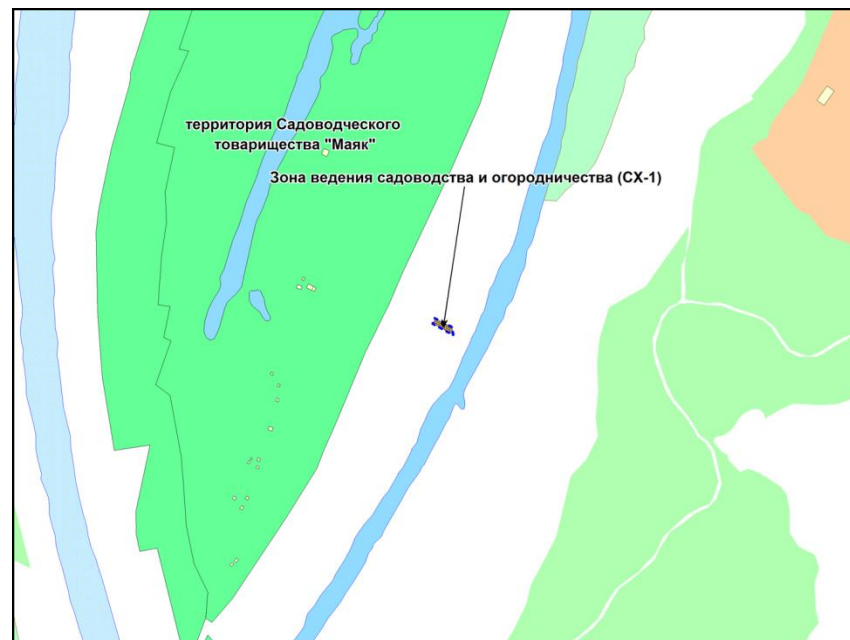 территория Садоводческого
товарищества "Маяк"
Зона ведения садоводства и огородничества (СХ-1)